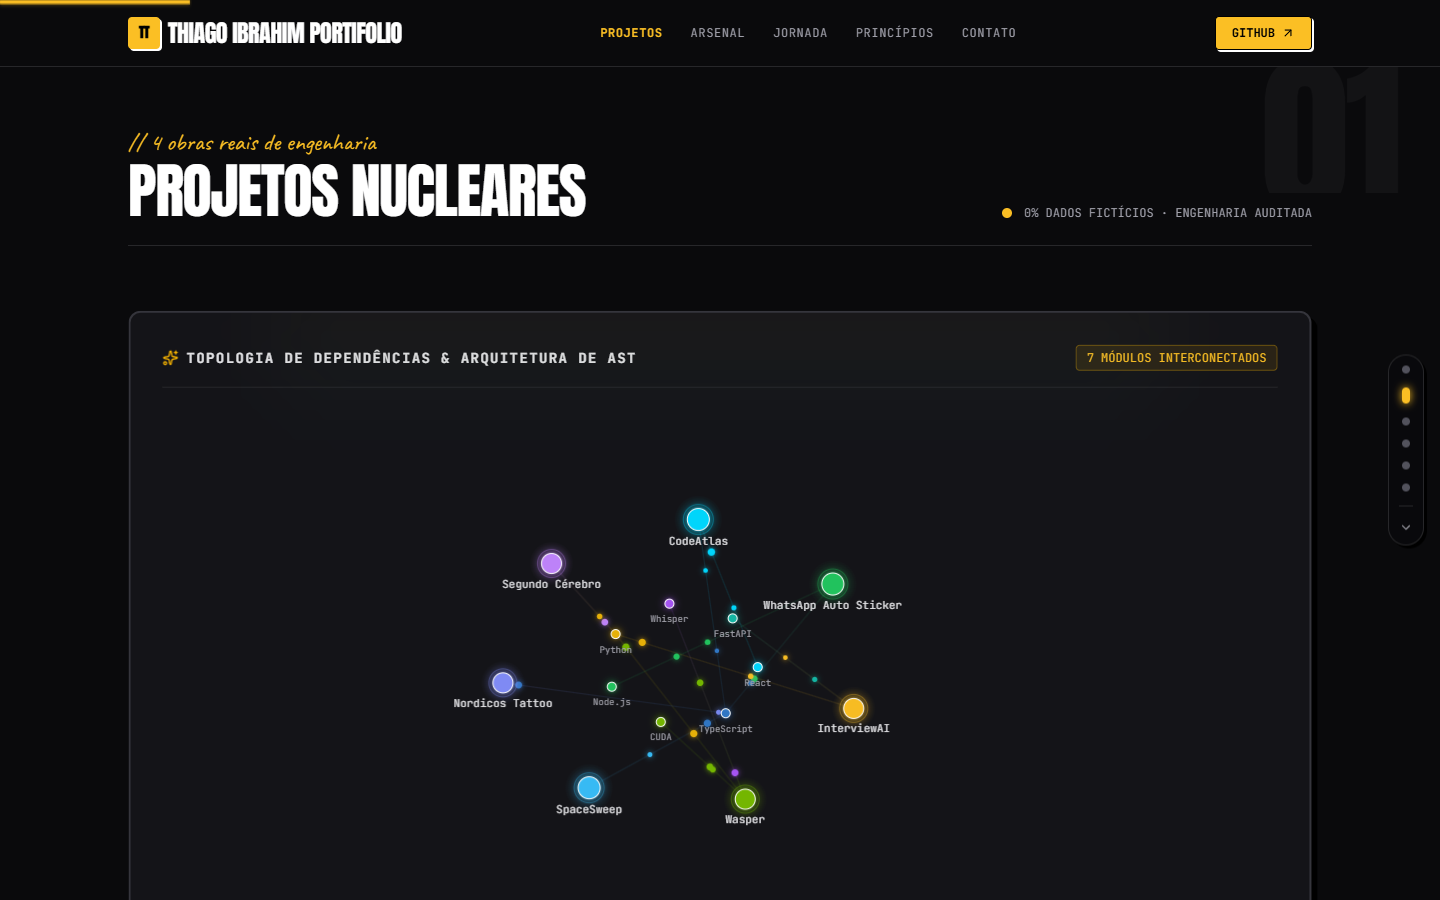 π THIAGO IBRAHIM PORTIFOLIO
PROJETOS ARSENAL JORNADA PRINCÍPIOS CONTATO
GITHUB
01
// 4 obras reais de engenharia
PROJETOS NUCLEARES
0% DADOS FICTÍCIOS · ENGENHARIA AUDITADA
TOPOLOGIA DE DEPENDÊNCIAS & ARQUITETURA DE AST
7 MÓDULOS INTERCONECTADOS
CodeAtlas
Segundo Cérebro
WhatsApp Auto Sticker
Whisper
FastAPI
Python
React
Nordicos Tattoo
Node.js
TypeScript
InterviewAI
CUDA
SpaceSweep
Wasper